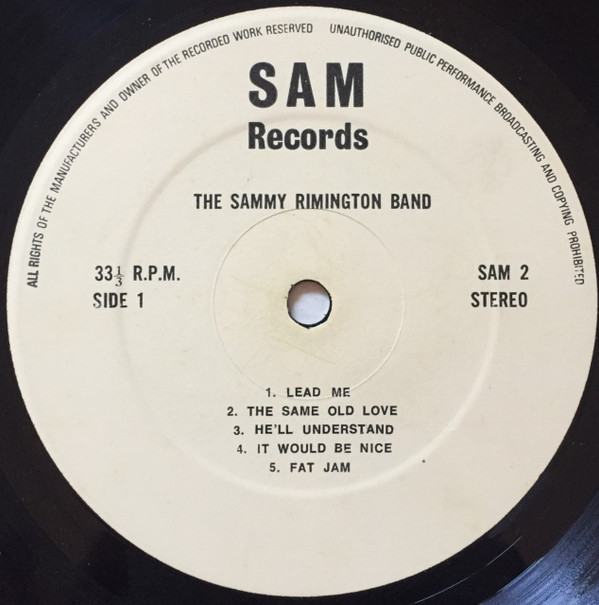 ALL RIGHTS OF THE MANUFACTURERS AND OWNER OF THE RECORDED WORK RESERVED UNAUTHORISED PUBLIC PERFORMANCE BROADCASTING AND COPYING PROHIBITED
SAM
Records
THE SAMMY RIMINGTON BAND
33⅓ R.P.M.
SIDE 1
SAM 2
STEREO
1. LEAD ME
2. THE SAME OLD LOVE
3. HE'LL UNDERSTAND
4. IT WOULD BE NICE
5. FAT JAM